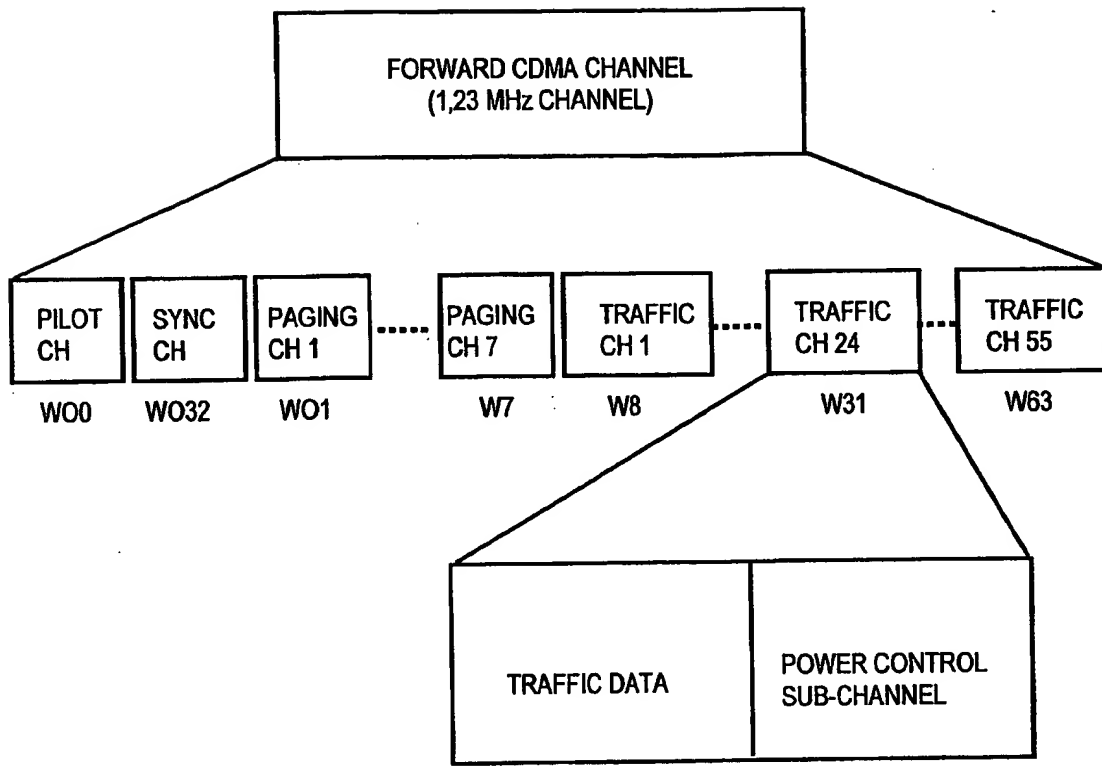 FORWARD CDMA CHANNEL
(1,23 MHz CHANNEL)
PILOT
CH
SYNC
CH
PAGING
CH 1
PAGING
CH 7
TRAFFIC
CH 1
TRAFFIC
CH 24
TRAFFIC
CH 55
WO0
WO32
WO1
W7
W8
W31
W63
TRAFFIC DATA
POWER CONTROL
SUB-CHANNEL